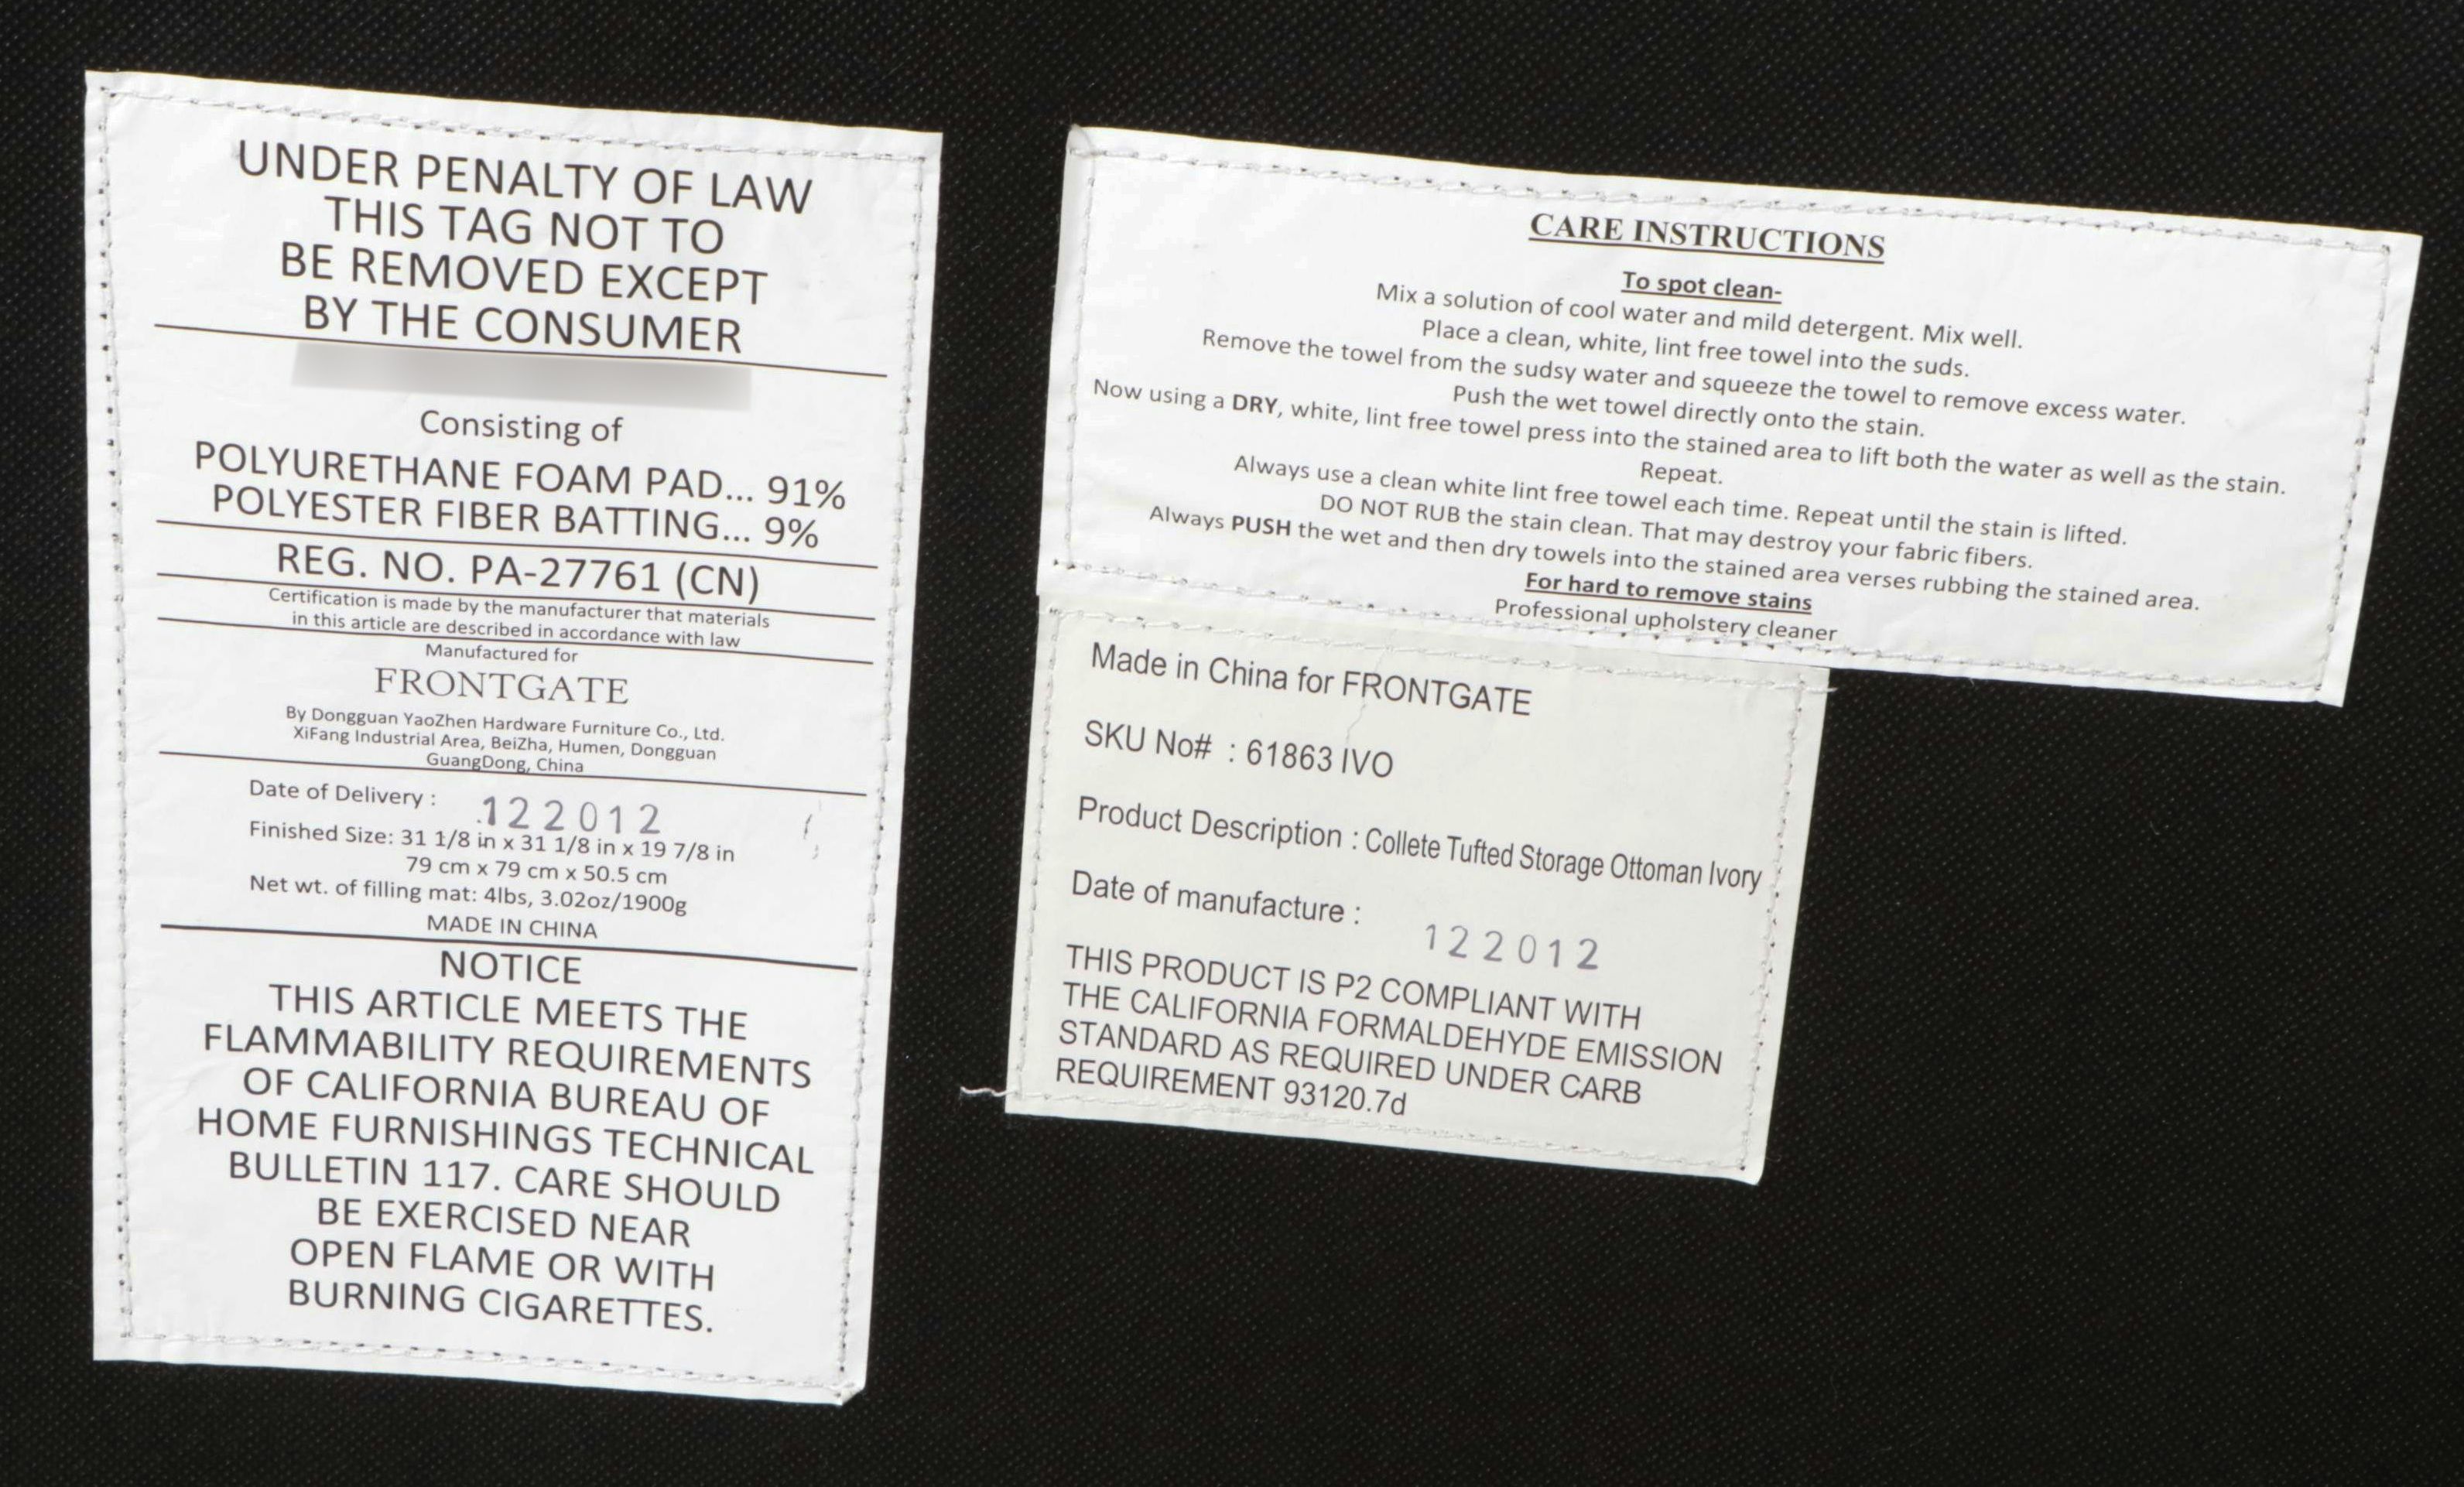 UNDER PENALTY OF LAW
THIS TAG NOT TO
BE REMOVED EXCEPT
BY THE CONSUMER
Consisting of
POLYURETHANE FOAM PAD... 91%
POLYESTER FIBER BATTING... 9%
REG. NO. PA-27761 (CN)
Certification is made by the manufacturer that materials
in this article are described in accordance with law
Manufactured for
FRONTGATE
By Dongguan YaoZhen Hardware Furniture Co., Ltd.
XiFang Industrial Area, BeiZha, Humen, Dongguan
GuangDong, China
Date of Delivery : 122012
Finished Size: 31 1/8 in x 31 1/8 in x 19 7/8 in
79 cm x 79 cm x 50.5 cm
Net wt. of filling mat: 4lbs, 3.02oz/1900g
MADE IN CHINA
NOTICE
THIS ARTICLE MEETS THE
FLAMMABILITY REQUIREMENTS
OF CALIFORNIA BUREAU OF
HOME FURNISHINGS TECHNICAL
BULLETIN 117. CARE SHOULD
BE EXERCISED NEAR
OPEN FLAME OR WITH
BURNING CIGARETTES.
CARE INSTRUCTIONS
To spot clean-
Mix a solution of cool water and mild detergent. Mix well.
Place a clean, white, lint free towel into the suds.
Remove the towel from the sudsy water and squeeze the towel to remove excess water.
Push the wet towel directly onto the stain.
Now using a DRY, white, lint free towel press into the stained area to lift both the water as well as the stain.
Repeat.
Always use a clean white lint free towel each time. Repeat until the stain is lifted.
DO NOT RUB the stain clean. That may destroy your fabric fibers.
Always PUSH the wet and then dry towels into the stained area verses rubbing the stained area.
For hard to remove stains
Professional upholstery cleaner
Made in China for FRONTGATE
SKU No# : 61863 IVO
Product Description : Collete Tufted Storage Ottoman Ivory
Date of manufacture : 122012
THIS PRODUCT IS P2 COMPLIANT WITH
THE CALIFORNIA FORMALDEHYDE EMISSION
STANDARD AS REQUIRED UNDER CARB
REQUIREMENT 93120.7d